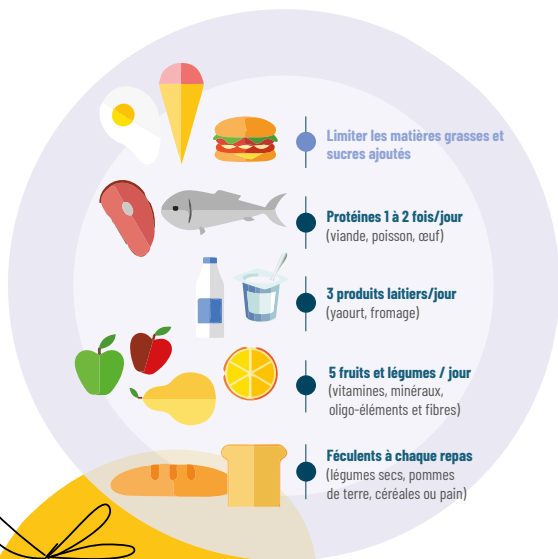 Limiter les matières grasses et
sucres ajoutés
Protéines 1 à 2 fois/jour
(viande, poisson, œuf)
3 produits laitiers/jour
(yaourt, fromage)
5 fruits et légumes / jour
(vitamines, minéraux,
oligo-éléments et fibres)
Féculents à chaque repas
(légumes secs, pommes
de terre, céréales ou pain)